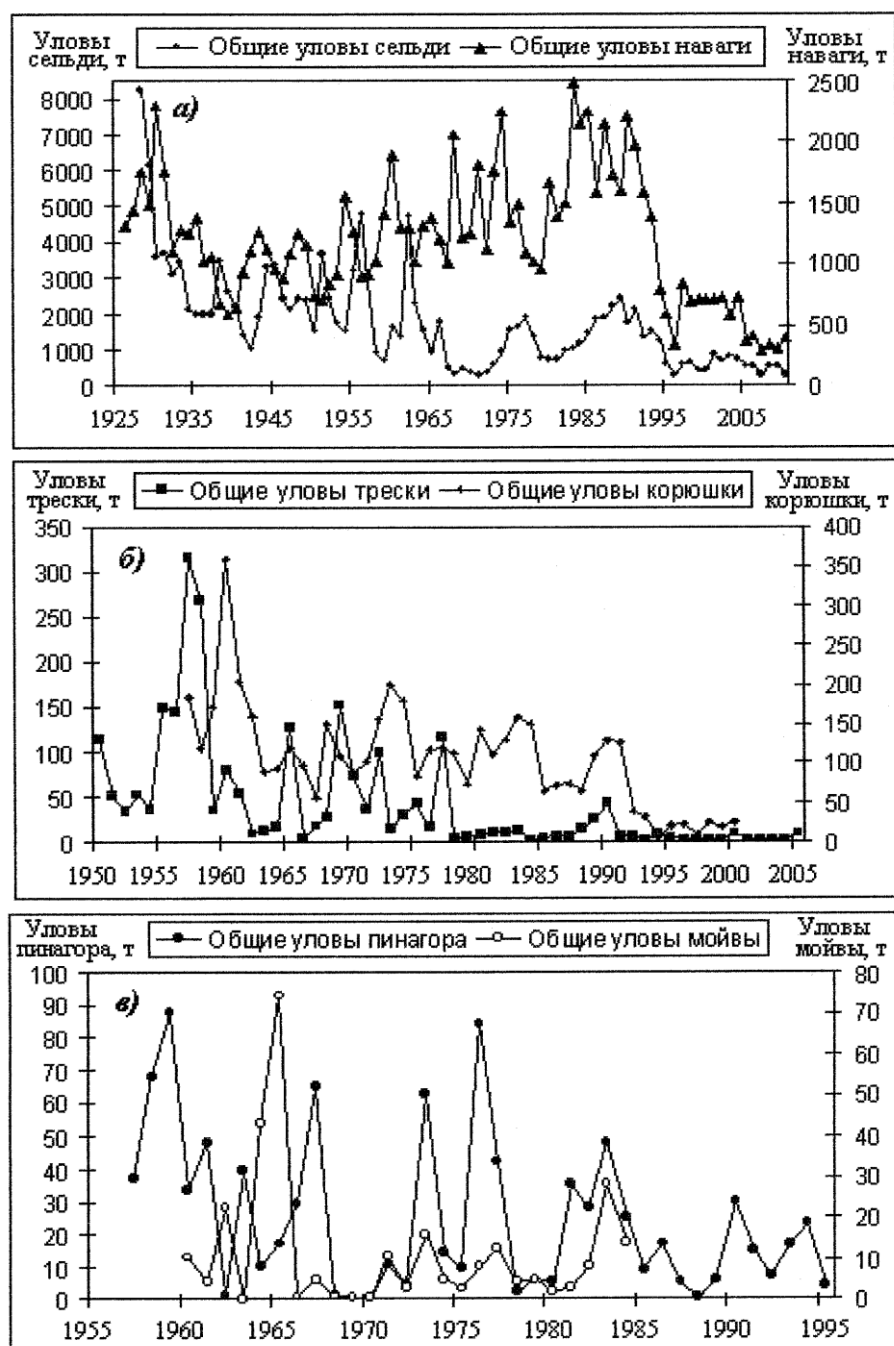 Уловы сельди, т
Общие уловы сельди
Общие уловы наваги
Уловы наваги, т
а)
8000
7000
6000
5000
4000
3000
2000
1000
0
2500
2000
1500
1000
500
0
1925 1935 1945 1955 1965 1975 1985 1995 2005
Уловы трески, т
Общие уловы трески
Общие уловы корюшки
Уловы корюшки, т
б)
350
300
250
200
150
100
50
0
400
350
300
250
200
150
100
50
0
1950 1955 1960 1965 1970 1975 1980 1985 1990 1995 2000 2005
Уловы пинагора, т
Общие уловы пинагора
Общие уловы мойвы
Уловы мойвы, т
в)
100
90
80
70
60
50
40
30
20
10
0
80
70
60
50
40
30
20
10
0
1955 1960 1965 1970 1975 1980 1985 1990 1995